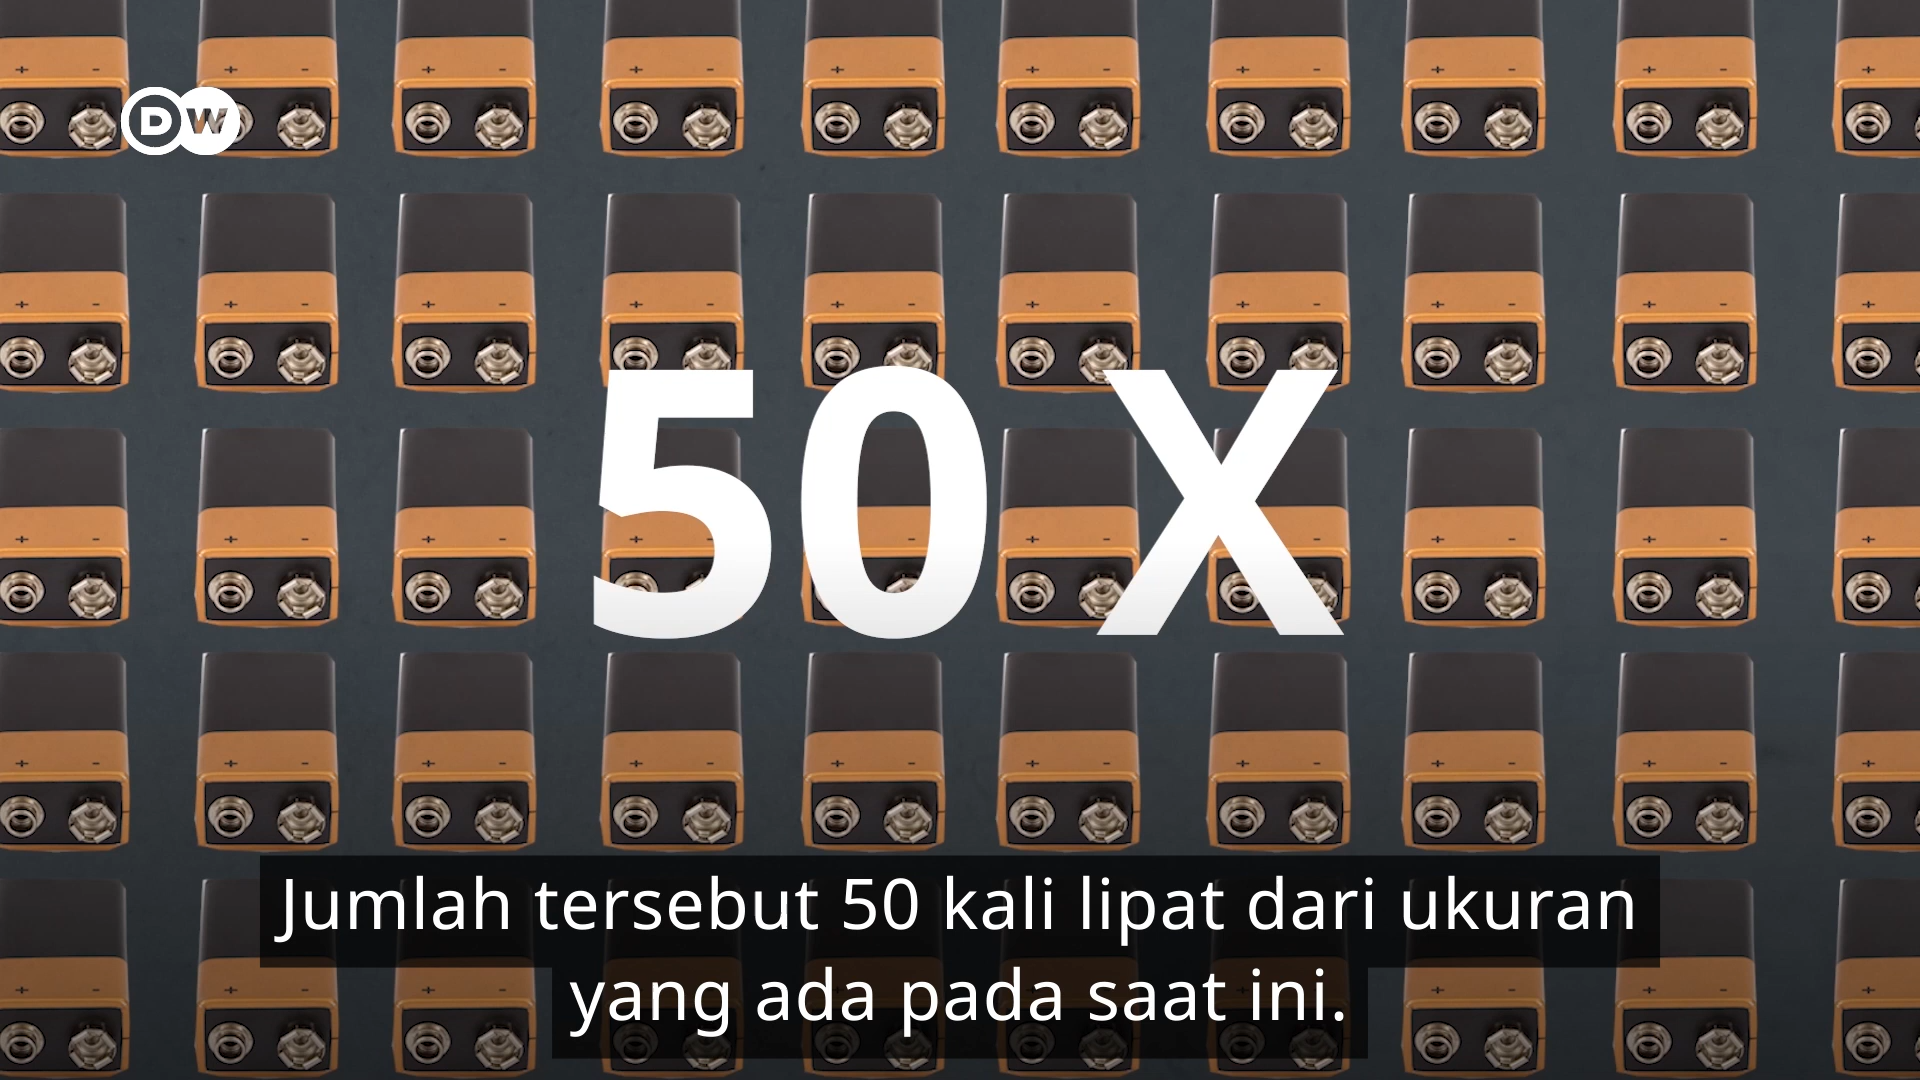 DW
50 X
Jumlah tersebut 50 kali lipat dari ukuran
yang ada pada saat ini.